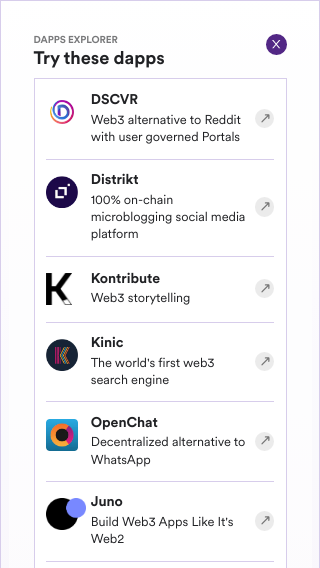 DAPPS EXPLORER
X
Try these dapps
DSCVR
Web3 alternative to Reddit
with user governed Portals
Distrikt
100% on-chain
microblogging social media
platform
Kontribute
Web3 storytelling
Kinic
The world's first web3
search engine
OpenChat
Decentralized alternative to
WhatsApp
Juno
Build Web3 Apps Like It's
Web2